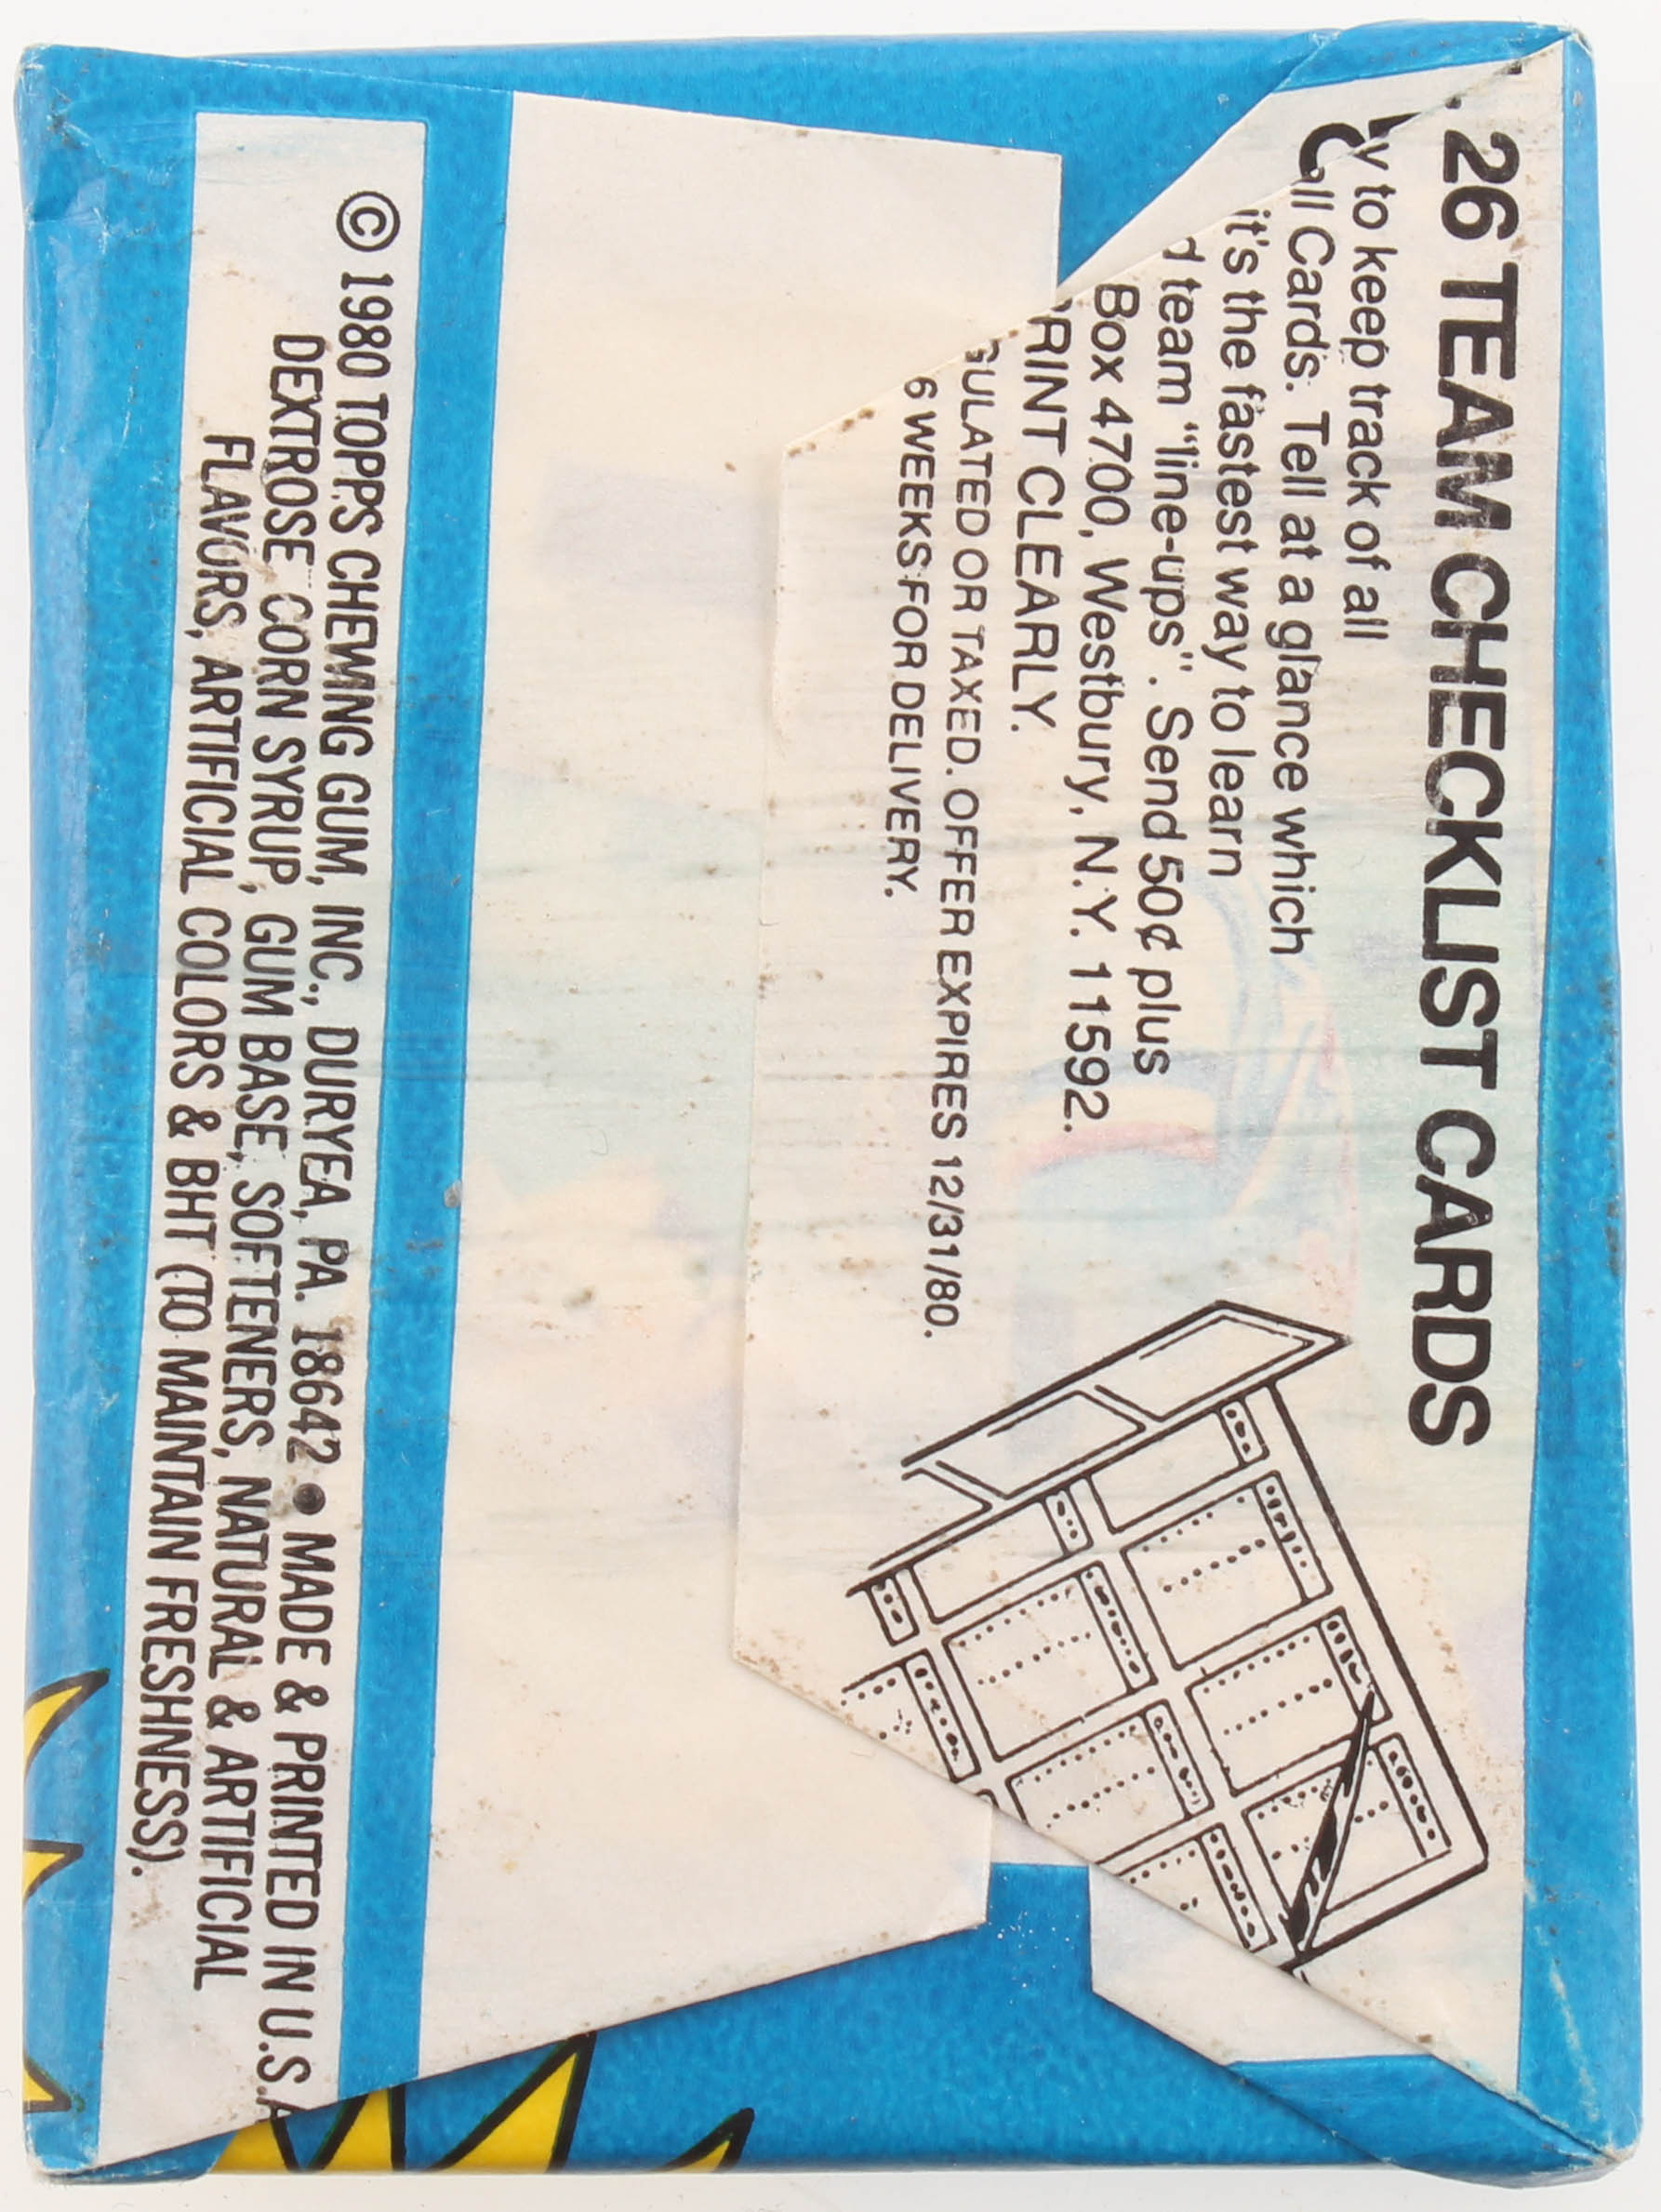 26 TEAM CHECKLIST CARDS
to keep track of all
Cards. Tell at a glance which
it's the fastest way to learn
team "line-ups". Send 50¢ plus
Box 4700, Westbury, N.Y. 11592.
RINT CLEARLY.
GULATED OR TAXED. OFFER EXPIRES 12/31/80.
6 WEEKS FOR DELIVERY.
© 1980 TOPPS CHEWING GUM, INC., DURYEA, PA. 18642 • MADE & PRINTED IN U.S.A
DEXTROSE, CORN SYRUP, GUM BASE, SOFTENERS, NATURAL & ARTIFICIAL
FLAVORS, ARTIFICIAL COLORS & BHT (TO MAINTAIN FRESHNESS).